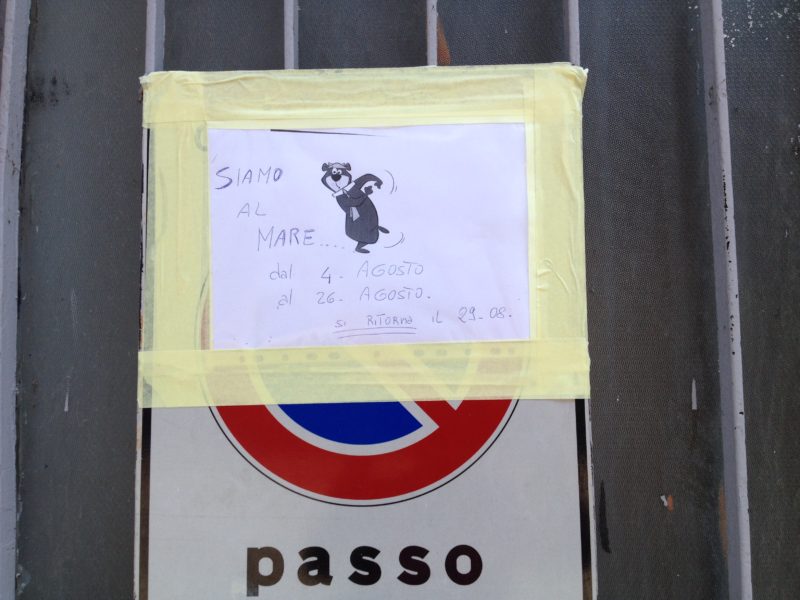 SIAMO
AL
MARE....
dal 4. AGOSTO
al 26. AGOSTO.
SI RITORNA IL 29-08.
passo